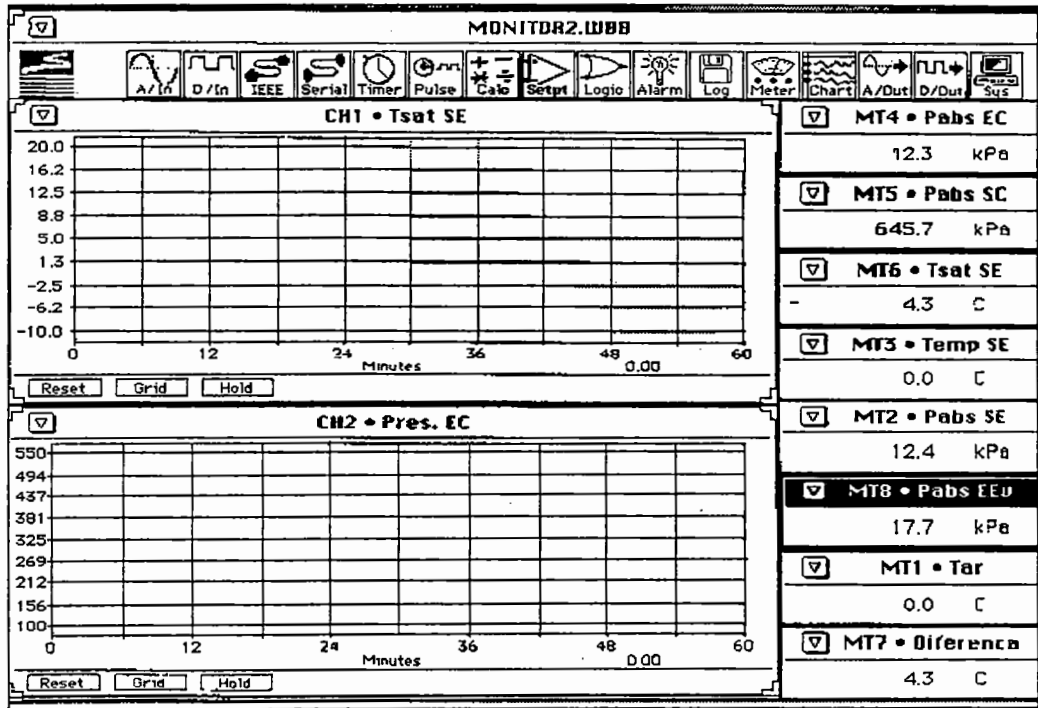 MONITOR2.WBB
A/In D/In IEEE Serial Timer Pulse Calc Setpt Logic Alarm Log Meter Chart A/Out D/Out Sys
CH1 • Tsat SE
20.0
16.2
12.5
8.8
5.0
1.3
-2.5
-6.2
-10.0
0 12 24 36 48 60
Minutes 0.00
Reset Grid Hold
CH2 • Pres. EC
550
494
437
381
325
269
212
156
100
0 12 24 36 48 60
Minutes 0.00
Reset Grid Hold
MT4 • Pabs EC
12.3 kPa
MT5 • Pabs SC
645.7 kPa
MT6 • Tsat SE
- 4.3 C
MT3 • Temp SE
0.0 C
MT2 • Pabs SE
12.4 kPa
MT8 • Pabs EEv
17.7 kPa
MT1 • Tar
0.0 C
MT7 • Diferenca
4.3 C